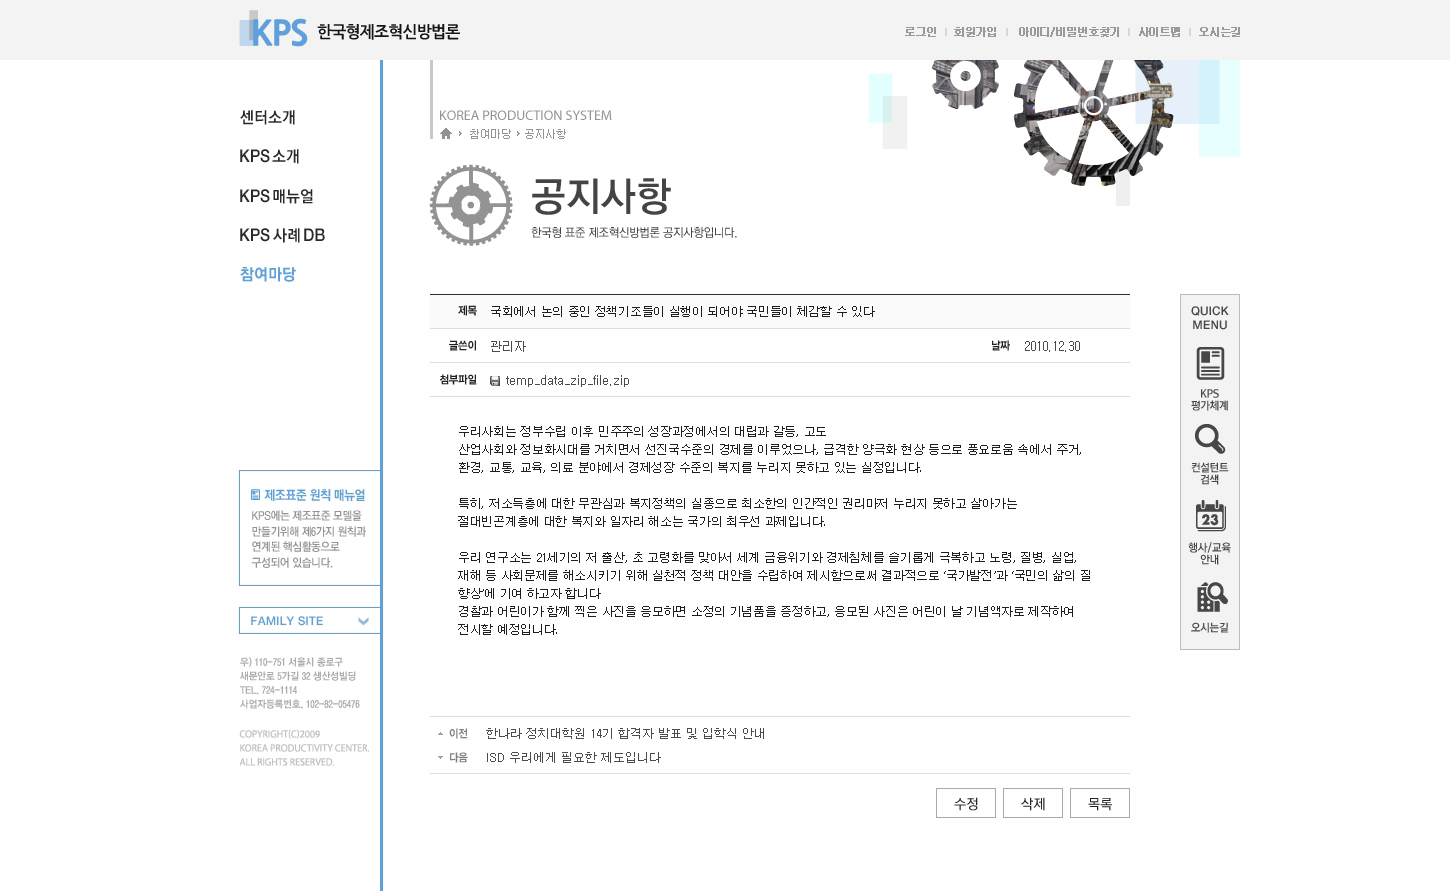 KPS 한국형제조혁신방법론
로그인 | 회원가입 | 아이디/비밀번호찾기 | 사이트맵 | 오시는길
센터소개
KPS 소개
KPS 매뉴얼
KPS 사례 DB
참여마당
제조표준 원칙 매뉴얼
KPS에는 제조표준 모델을
만들기위해 제6가지 원칙과
연계된 핵심활동으로
구성되어 있습니다.
FAMILY SITE
우) 110-751 서울시 종로구
새문안로 5가길 32 생산성빌딩
TEL. 724-1114
사업자등록번호. 102-82-05476
COPYRIGHT(C)2009
KOREA PRODUCTIVITY CENTER.
ALL RIGHTS RESERVED.
KOREA PRODUCTION SYSTEM
> 참여마당 > 공지사항
공지사항
한국형 표준 제조혁신방법론 공지사항입니다.
제목 국회에서 논의 중인 정책기조들이 실행이 되어야 국민들이 체감할 수 있다
글쓴이 관리자 날짜 2010.12.30
첨부파일 temp_data_zip_file.zip
우리사회는 정부수립 이후 민주주의 성장과정에서의 대립과 갈등, 고도
산업사회와 정보화시대를 거치면서 선진국수준의 경제를 이루었으나, 급격한 양극화 현상 등으로 풍요로움 속에서 주거,
환경, 교통, 교육, 의료 분야에서 경제성장 수준의 복지를 누리지 못하고 있는 실정입니다.
특히, 저소득층에 대한 무관심과 복지정책의 실종으로 최소한의 인간적인 권리마저 누리지 못하고 살아가는
절대빈곤계층에 대한 복지와 일자리 해소는 국가의 최우선 과제입니다.
우리 연구소는 21세기의 저 출산, 초 고령화를 맞아서 세계 금융위기와 경제침체를 슬기롭게 극복하고 노령, 질병, 실업,
재해 등 사회문제를 해소시키기 위해 실천적 정책 대안을 수립하여 제시함으로써 결과적으로 ‘국가발전’과 ‘국민의 삶의 질
향상’에 기여 하고자 합니다
경찰과 어린이가 함께 찍은 사진을 응모하면 소정의 기념품을 증정하고, 응모된 사진은 어린이 날 기념액자로 제작하여
전시할 예정입니다.
이전 한나라 정치대학원 14기 합격자 발표 및 입학식 안내
다음 ISD 우리에게 필요한 제도입니다
수정 삭제 목록
QUICK
MENU
KPS
평가체계
컨설턴트
검색
23
행사/교육
안내
오시는길